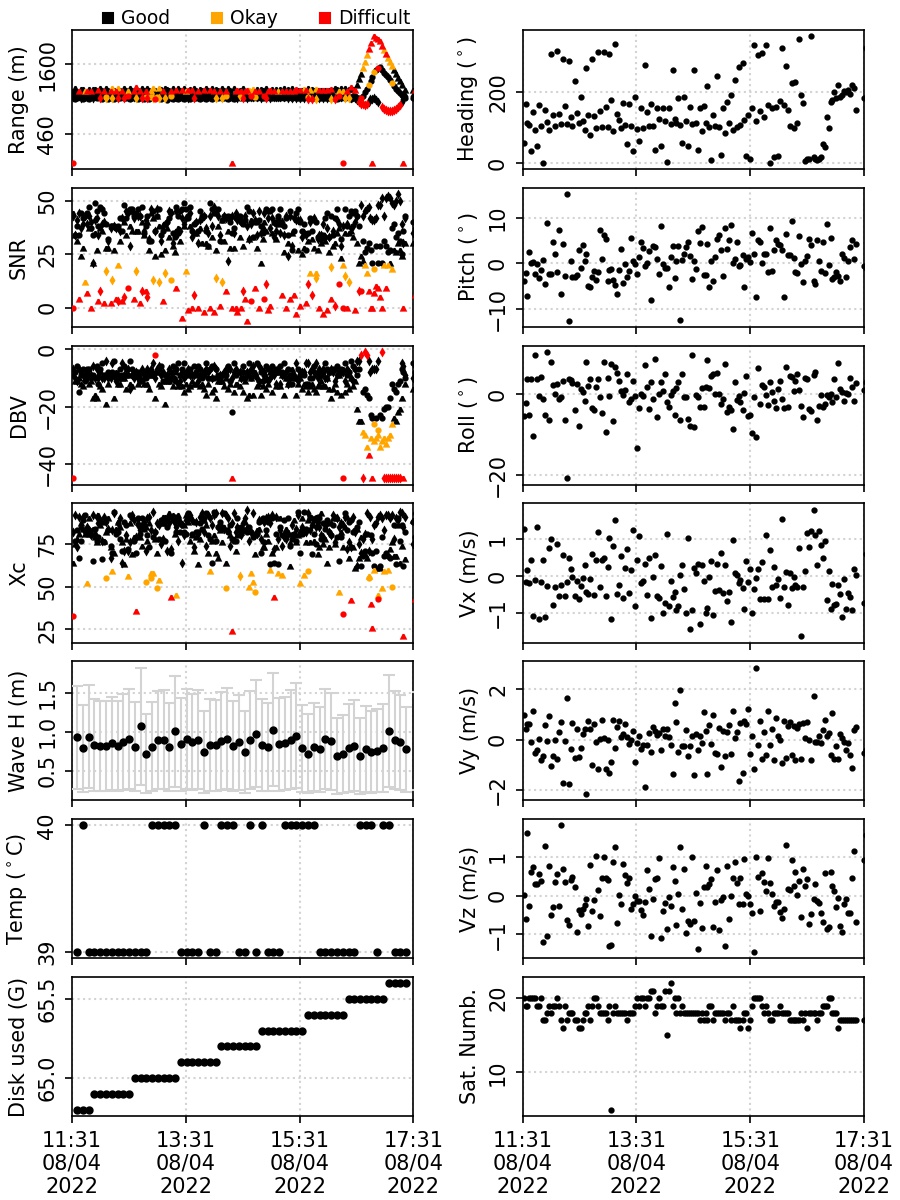 Good Okay Difficult
Range (m)
1600
460
Heading (°)
200
0
SNR
50
25
0
Pitch (°)
10
0
−10
DBV
0
−20
−40
Roll (°)
0
−20
Xc
75
50
25
Vx (m/s)
1
0
−1
Wave H (m)
1.5
1.0
0.5
Vy (m/s)
2
0
−2
Temp (°C)
40
39
Vz (m/s)
1
0
−1
Disk used (G)
65.5
65.0
Sat. Numb.
20
10
11:31 13:31 15:31 17:31
08/04 08/04 08/04 08/04
2022 2022 2022 2022
11:31 13:31 15:31 17:31
08/04 08/04 08/04 08/04
2022 2022 2022 2022